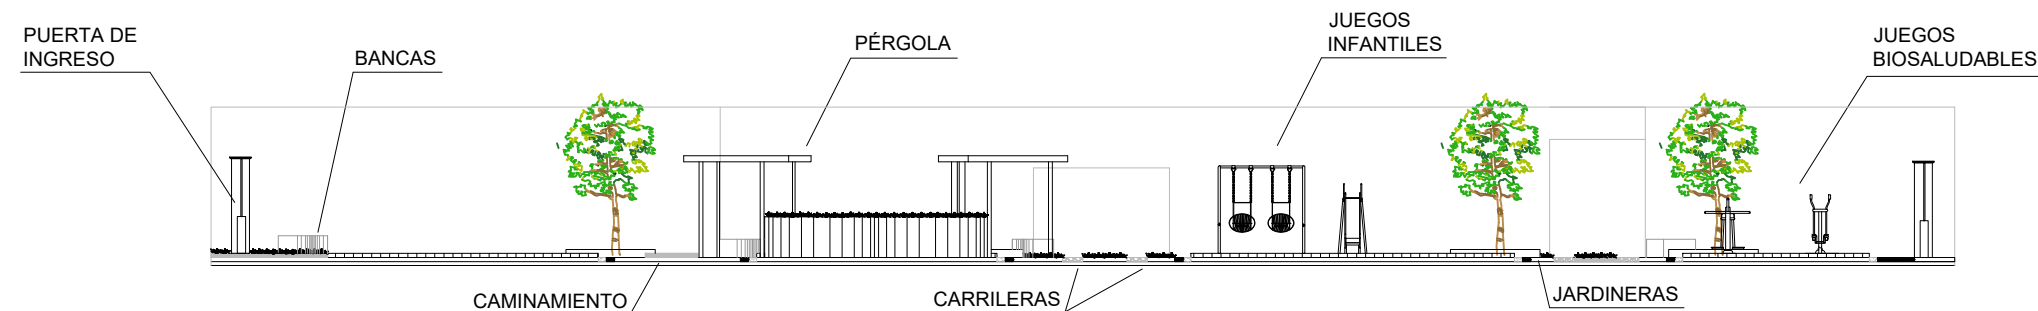 PUERTA DE
INGRESO
BANCAS
PÉRGOLA
JUEGOS
INFANTILES
JUEGOS
BIOSALUDABLES
CAMINAMIENTO
CARRILERAS
JARDINERAS